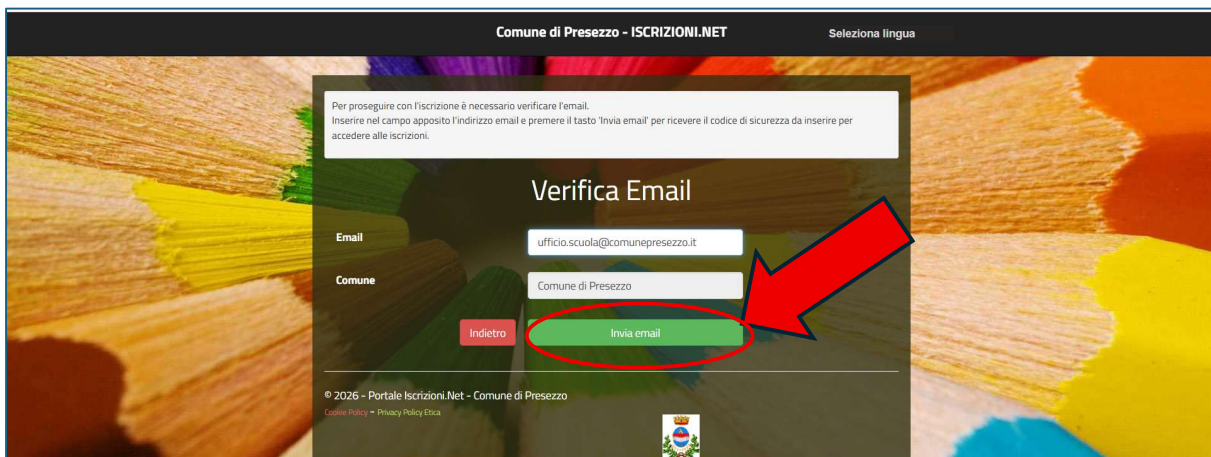 Comune di Presezzo - ISCRIZIONI.NET
Seleziona lingua
Per proseguire con l'iscrizione è necessario verificare l'email.
Inserire nel campo apposito l'indirizzo email e premere il tasto 'Invia email' per ricevere il codice di sicurezza da inserire per
accedere alle iscrizioni.
Verifica Email
Email
ufficio.scuola@comunepresezzo.it
Comune
Comune di Presezzo
Indietro
Invia email
© 2026 - Portale Iscrizioni.Net - Comune di Presezzo
Cookie Policy - Privacy Policy Etica